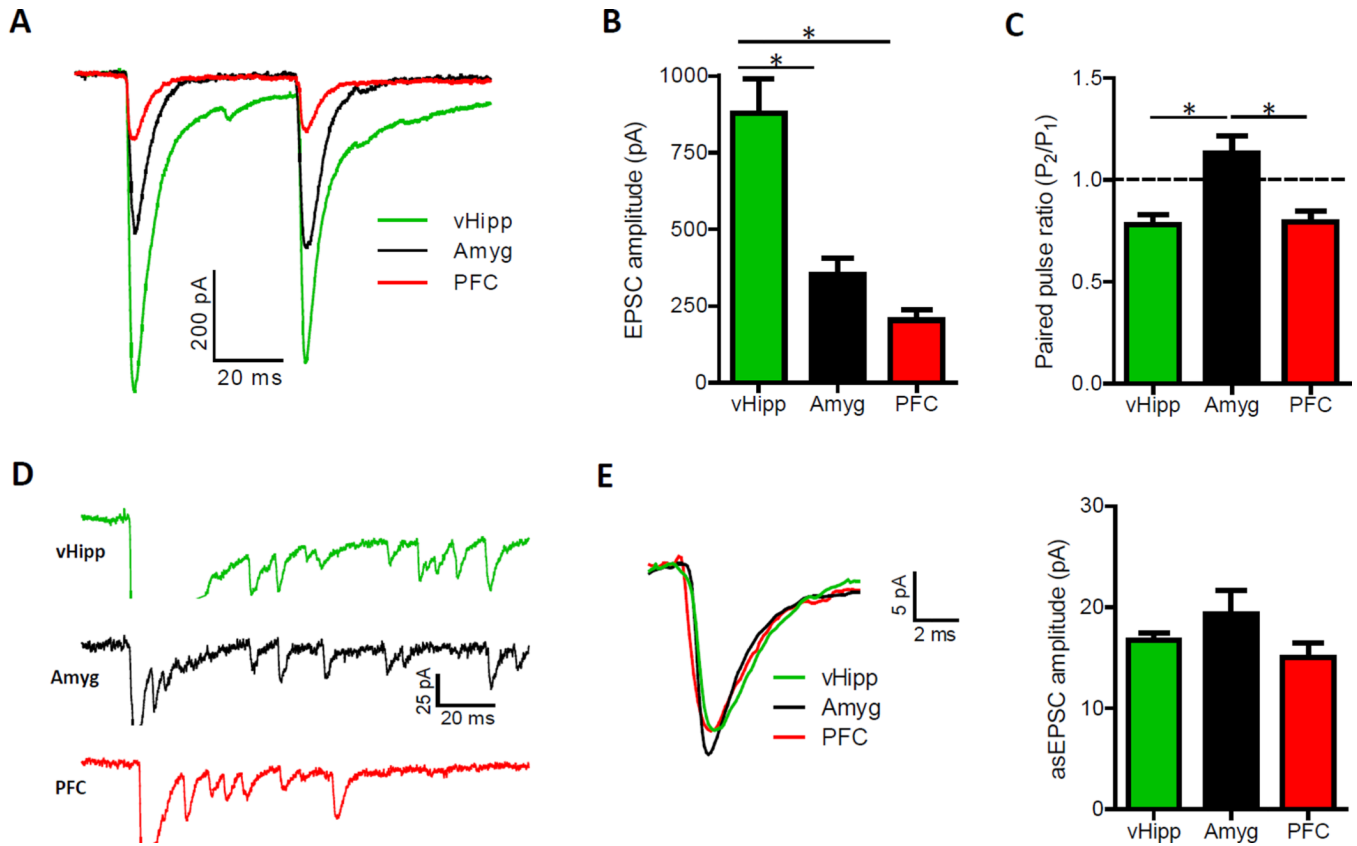 A
vHipp
Amyg
PFC
200 pA
20 ms
B
*
*
EPSC amplitude (pA)
1000
750
500
250
0
vHipp Amyg PFC
C
*
*
Paired pulse ratio (P₂/P₁)
1.5
1.0
0.5
0.0
vHipp Amyg PFC
D
vHipp
Amyg
25 pA
20 ms
PFC
E
5 pA
2 ms
vHipp
Amyg
PFC
asEPSC amplitude (pA)
30
20
10
0
vHipp Amyg PFC